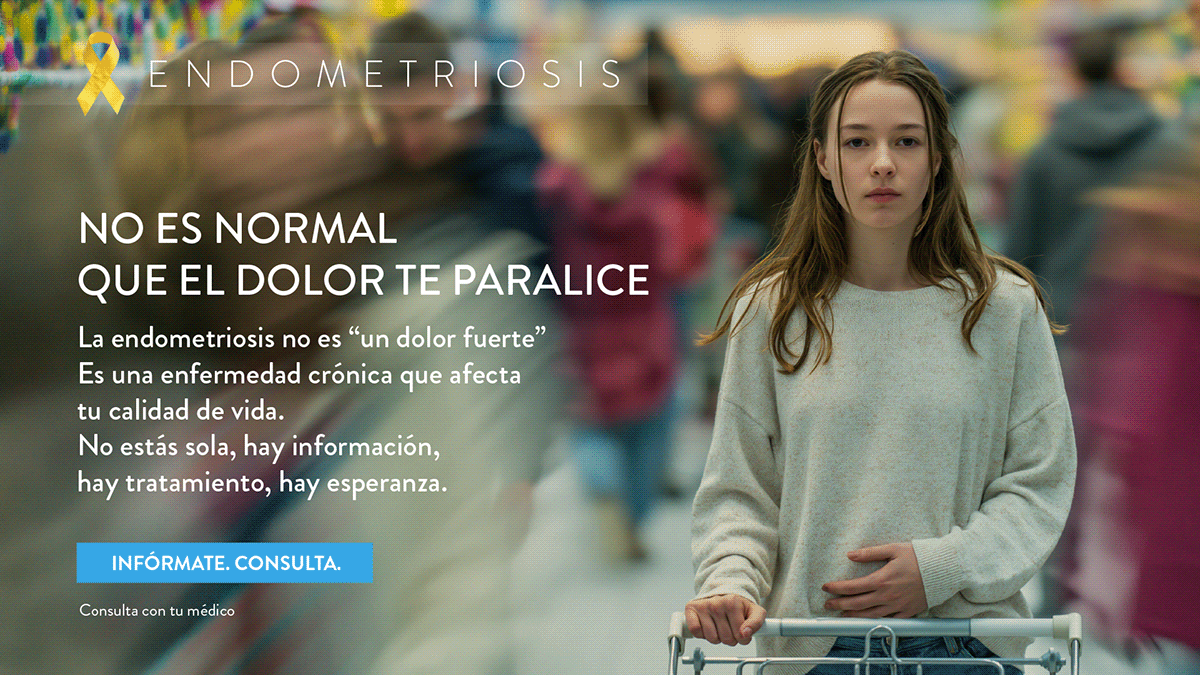 ENDOMETRIOSIS
NO ES NORMAL
QUE EL DOLOR TE PARALICE
La endometriosis no es “un dolor fuerte”
Es una enfermedad crónica que afecta
tu calidad de vida.
No estás sola, hay información,
hay tratamiento, hay esperanza.
INFÓRMATE. CONSULTA.
Consulta con tu médico